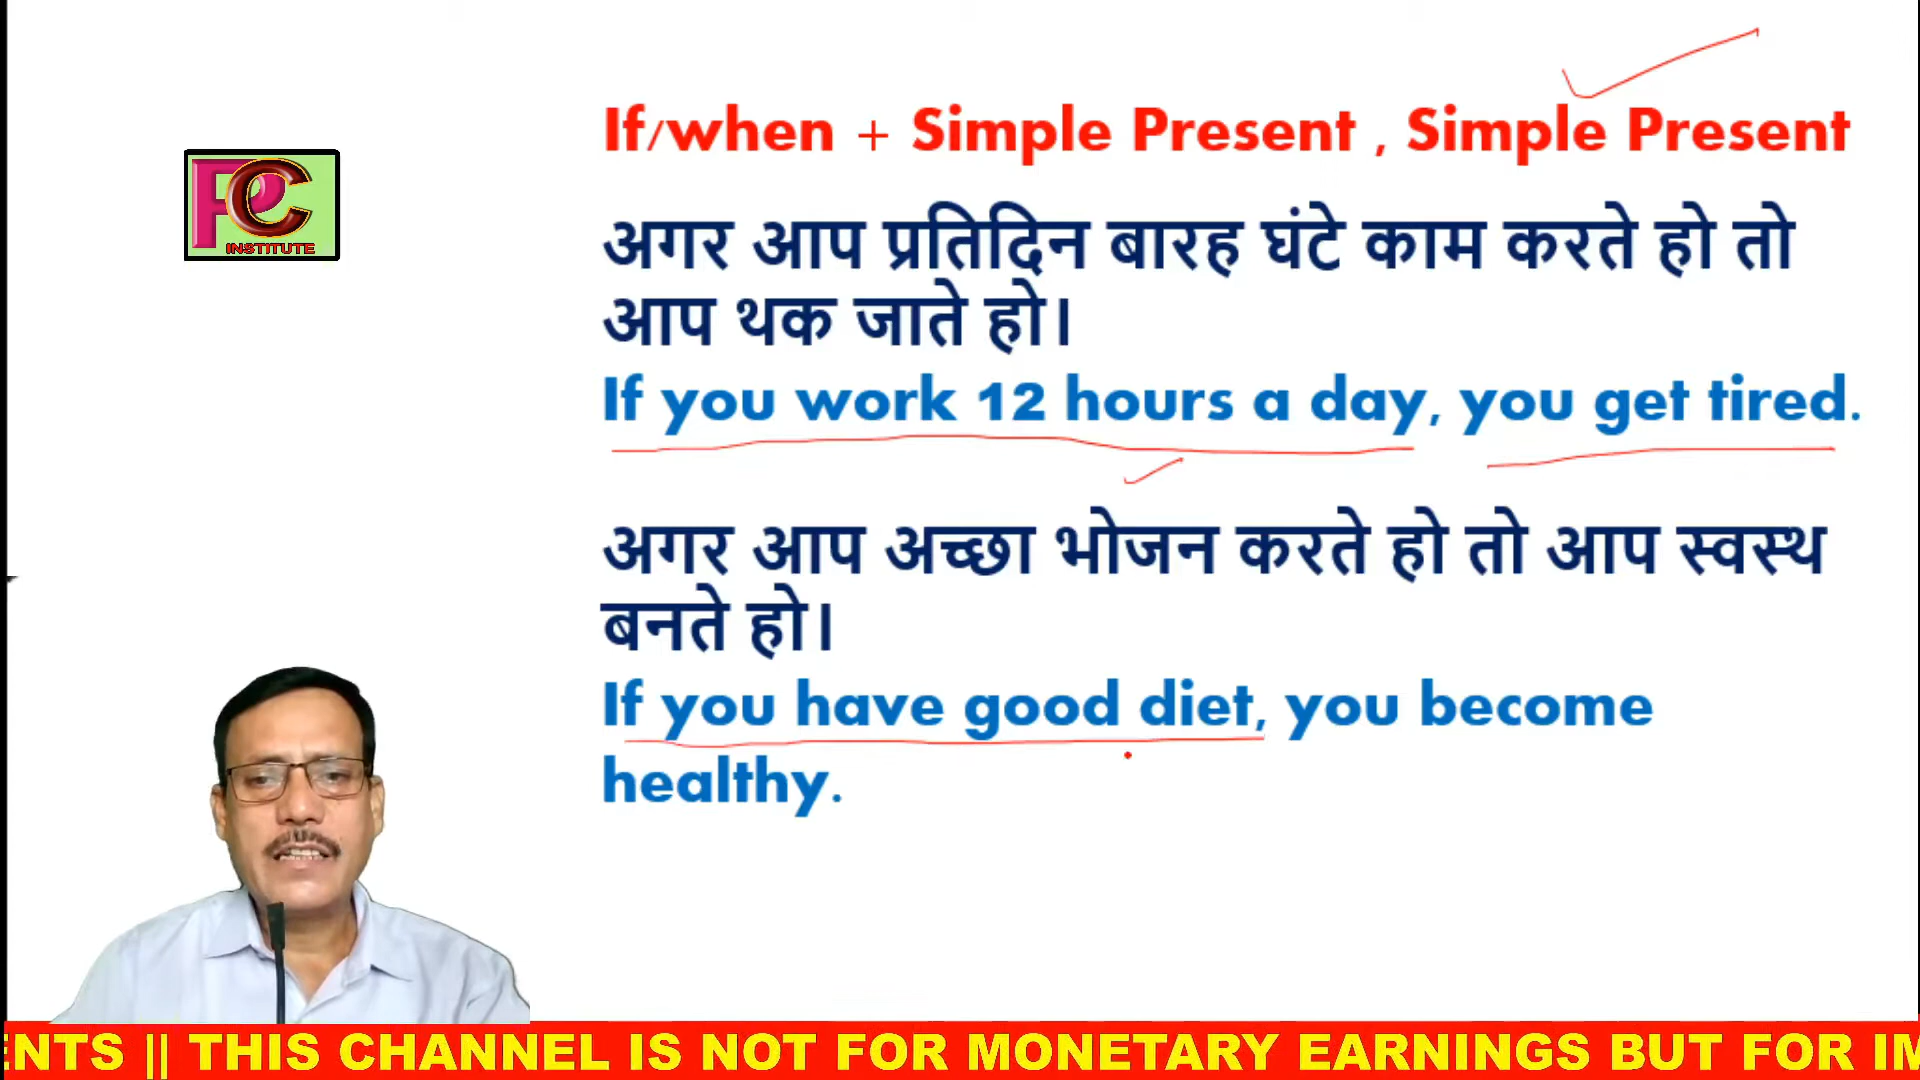 If/when + Simple Present , Simple Present
PC
INSTITUTE
अगर आप प्रतिदिन बारह घंटे काम करते हो तो
आप थक जाते हो।
If you work 12 hours a day, you get tired.
अगर आप अच्छा भोजन करते हो तो आप स्वस्थ
बनते हो।
If you have good diet, you become
healthy.
ENTS || THIS CHANNEL IS NOT FOR MONETARY EARNINGS BUT FOR IM